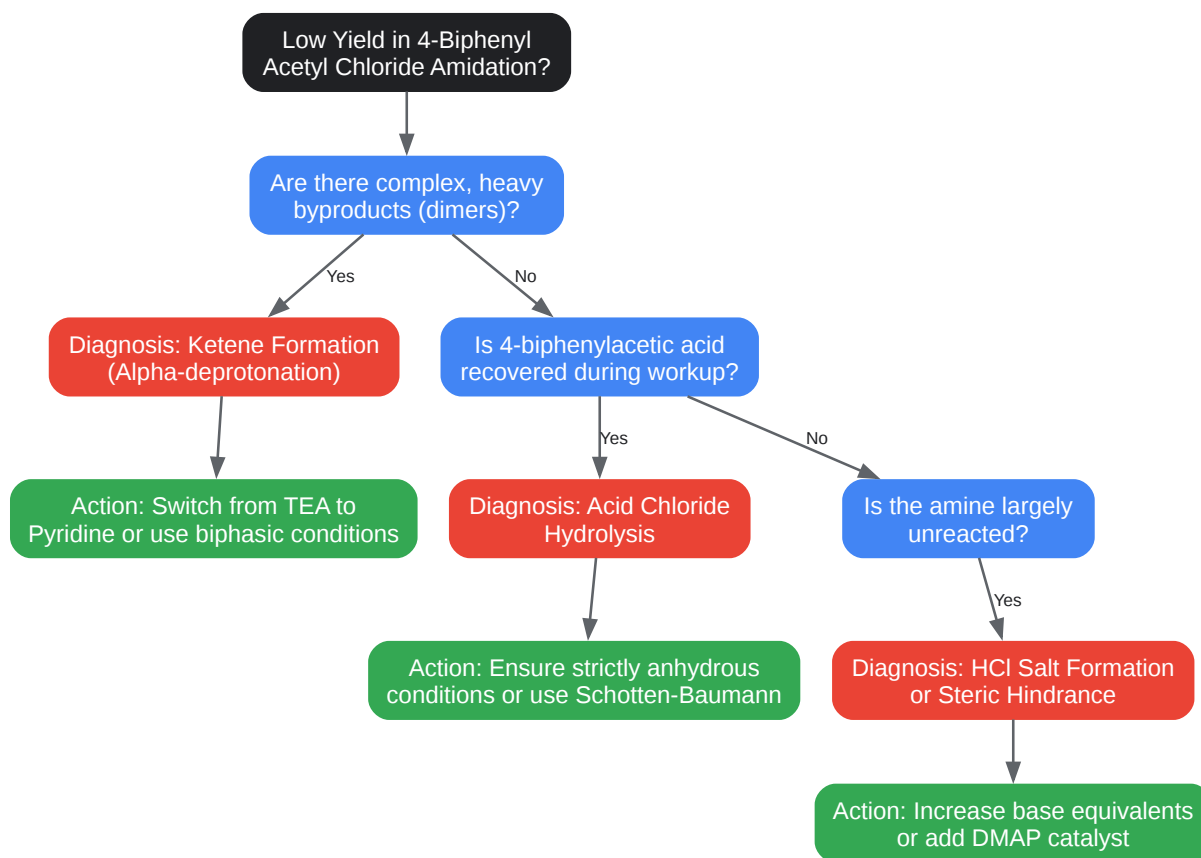 Low Yield in 4-Biphenyl
Acetyl Chloride Amidation?
Are there complex, heavy
byproducts (dimers)?
Yes
No
Diagnosis: Ketene Formation
(Alpha-deprotonation)
Is 4-biphenylacetic acid
recovered during workup?
Yes
No
Action: Switch from TEA to
Pyridine or use biphasic conditions
Diagnosis: Acid Chloride
Hydrolysis
Is the amine largely
unreacted?
Yes
Action: Ensure strictly anhydrous
conditions or use Schotten-Baumann
Diagnosis: HCl Salt Formation
or Steric Hindrance
Action: Increase base equivalents
or add DMAP catalyst